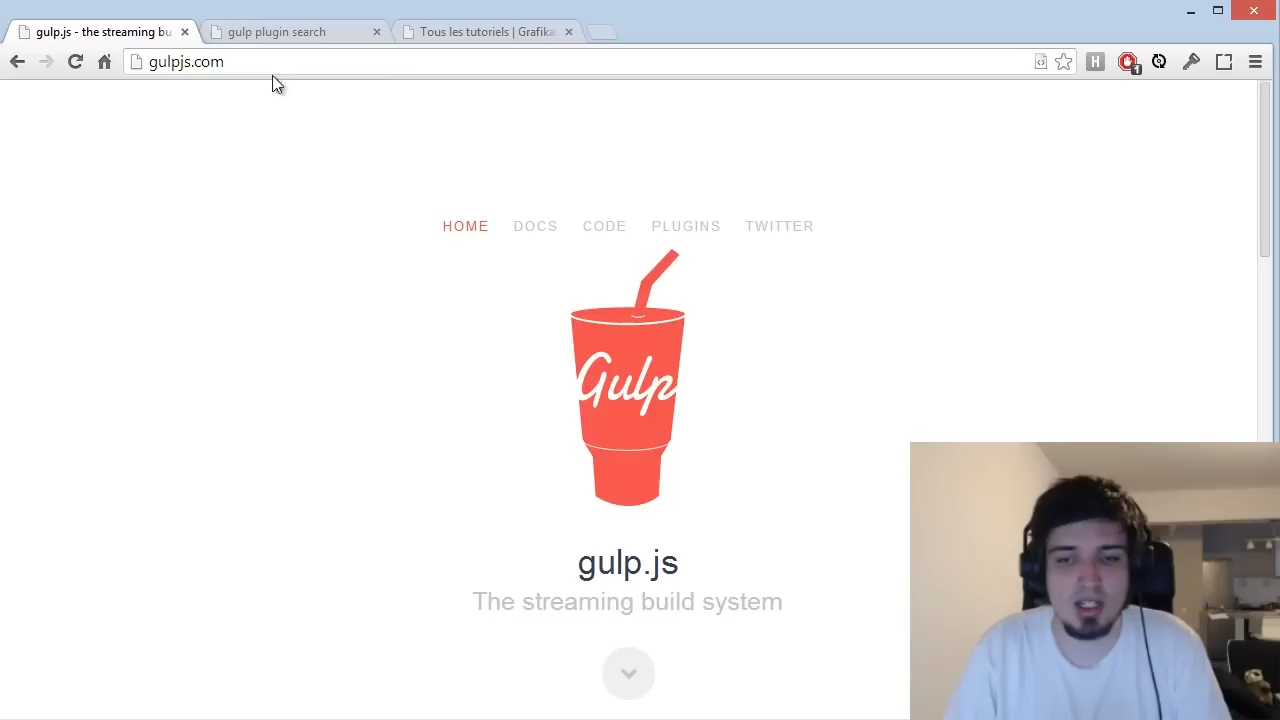 gulp.js - the streaming bu
gulp plugin search
Tous les tutoriels | Grafika
gulpjs.com
H
1
HOME DOCS CODE PLUGINS TWITTER
Gulp
gulp.js
The streaming build system